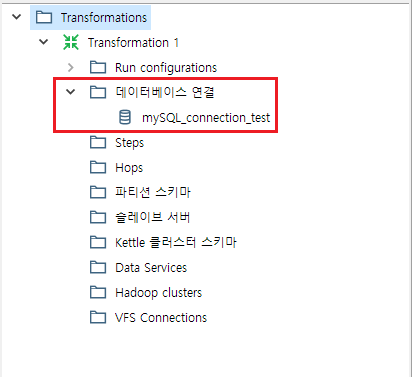 Transformations
Transformation 1
Run configurations
데이터베이스 연결
mySQL_connection_test
Steps
Hops
파티션 스키마
슬레이브 서버
Kettle 클러스터 스키마
Data Services
Hadoop clusters
VFS Connections